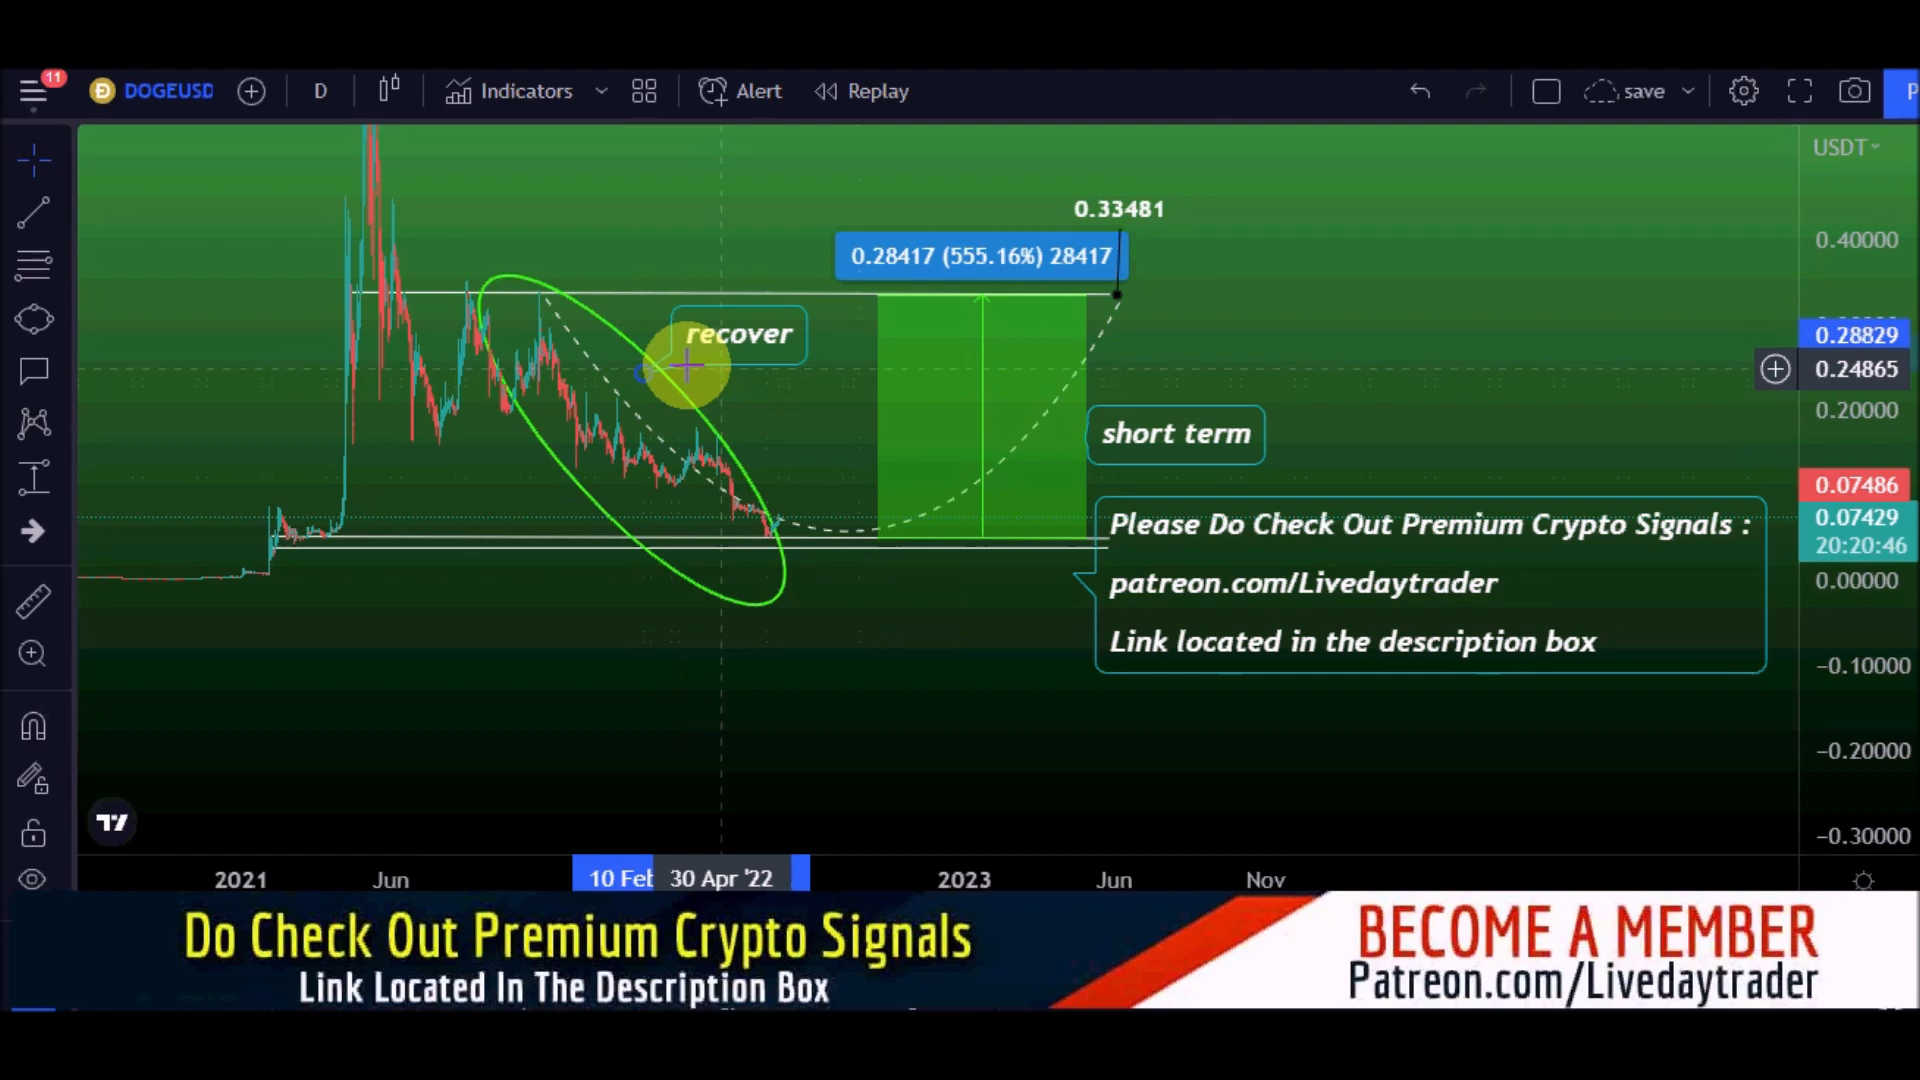 11
DOGEUSD
D
Indicators
Alert
Replay
save
P
USDT
0.33481
0.40000
0.28417 (555.16%) 28417
recover
0.28829
0.24865
0.20000
short term
0.07486
Please Do Check Out Premium Crypto Signals :
0.07429
20:20:46
patreon.com/Livedaytrader
0.00000
Link located in the description box
−0.10000
−0.20000
−0.30000
2021
Jun
10 Feb
30 Apr '22
2023
Jun
Nov
Do Check Out Premium Crypto Signals
Link Located In The Description Box
BECOME A MEMBER
Patreon.com/Livedaytrader